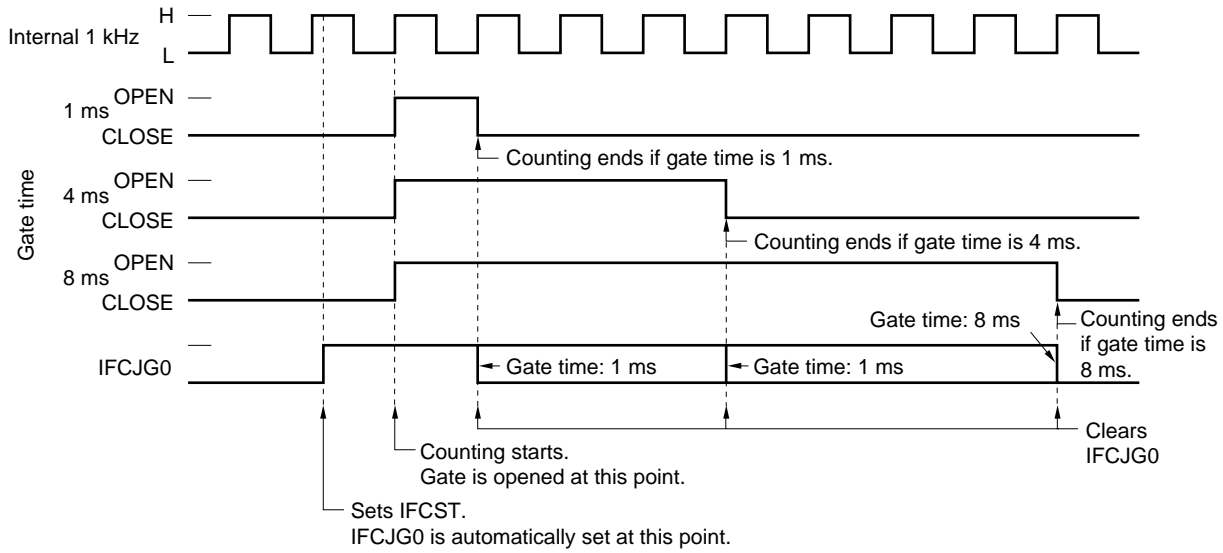 H
Internal 1 kHz
L
OPEN
1 ms
CLOSE
Counting ends if gate time is 1 ms.
Gate time
OPEN
4 ms
CLOSE
Counting ends if gate time is 4 ms.
OPEN
8 ms
CLOSE
Gate time: 8 ms
Counting ends
if gate time is
8 ms.
IFCJG0
Gate time: 1 ms
Gate time: 1 ms
Clears
IFCJG0
Counting starts.
Gate is opened at this point.
Sets IFCST.
IFCJG0 is automatically set at this point.